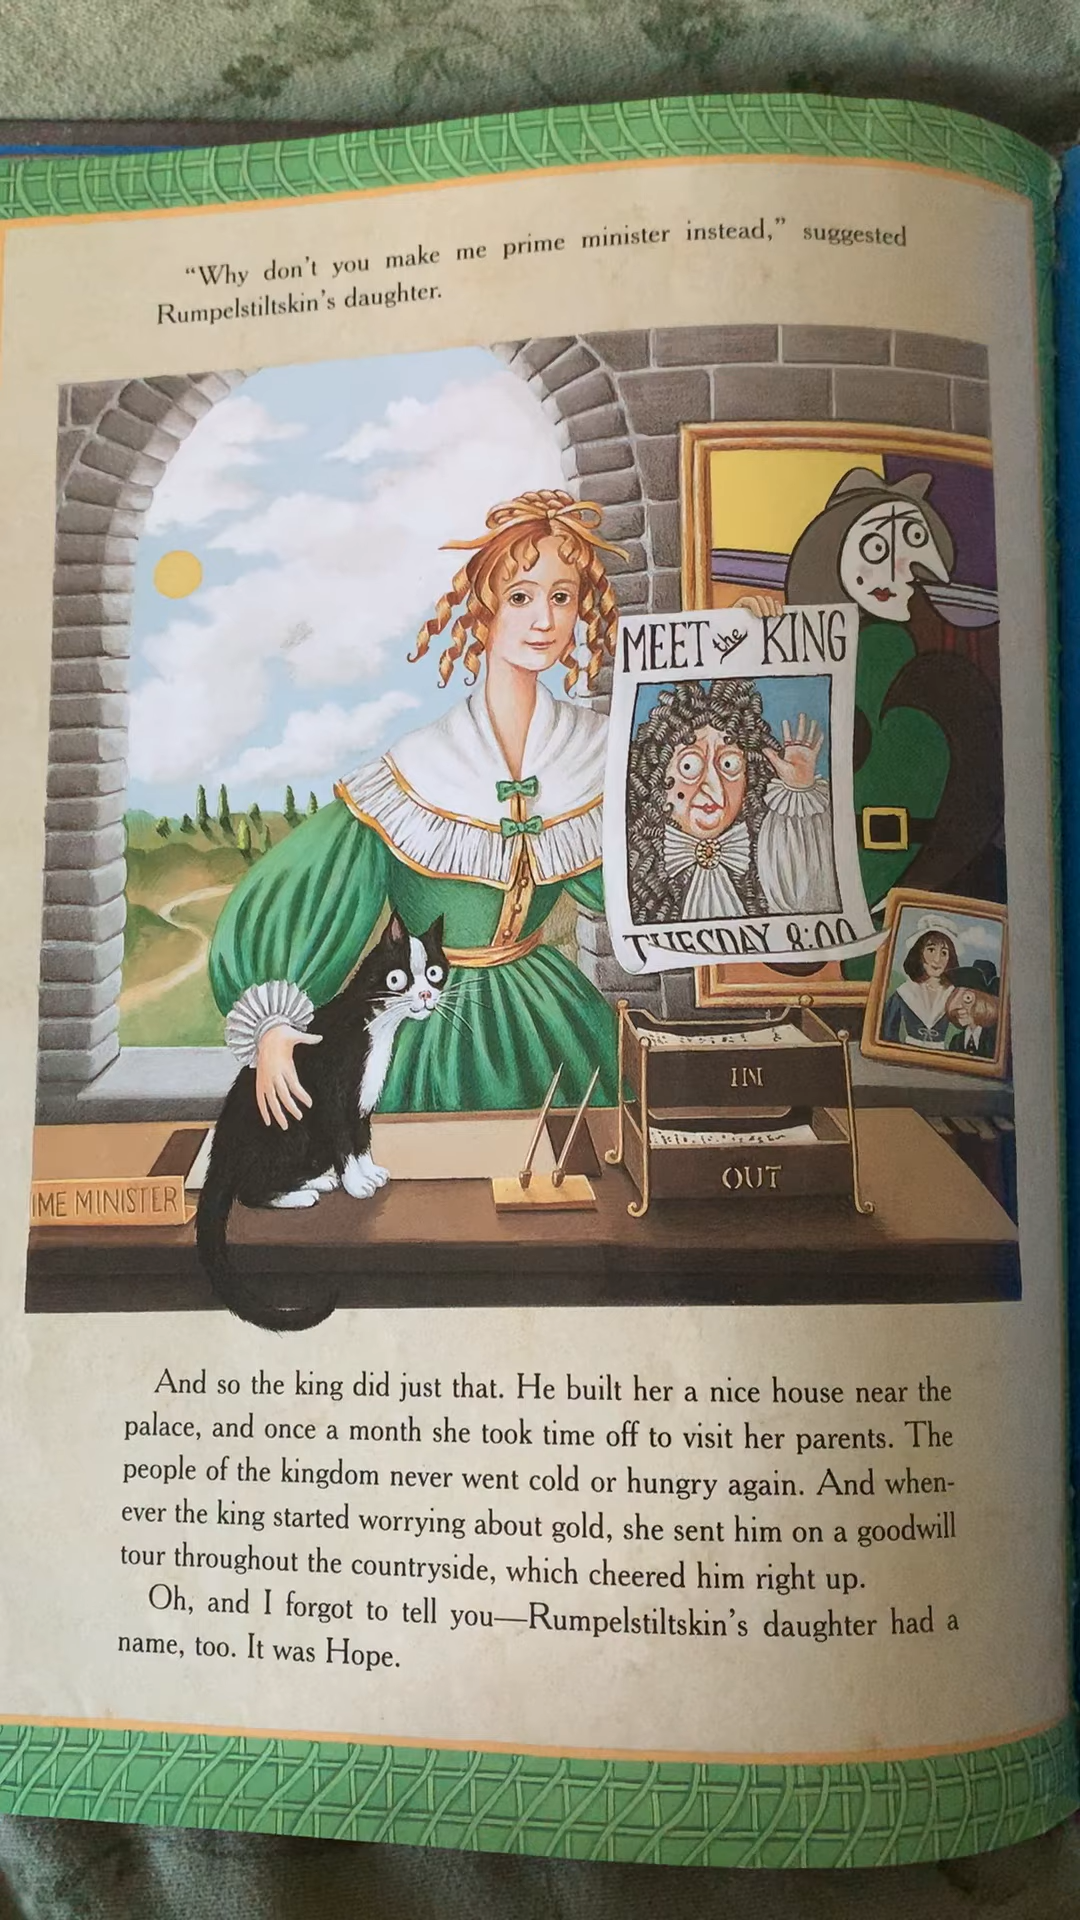 “Why don’t you make me prime minister instead,” suggested
Rumpelstiltskin’s daughter.
MEET the KING
TUESDAY 8:00
IN
OUT
IME MINISTER
And so the king did just that. He built her a nice house near the
palace, and once a month she took time off to visit her parents. The
people of the kingdom never went cold or hungry again. And when-
ever the king started worrying about gold, she sent him on a goodwill
tour throughout the countryside, which cheered him right up.
Oh, and I forgot to tell you—Rumpelstiltskin’s daughter had a
name, too. It was Hope.